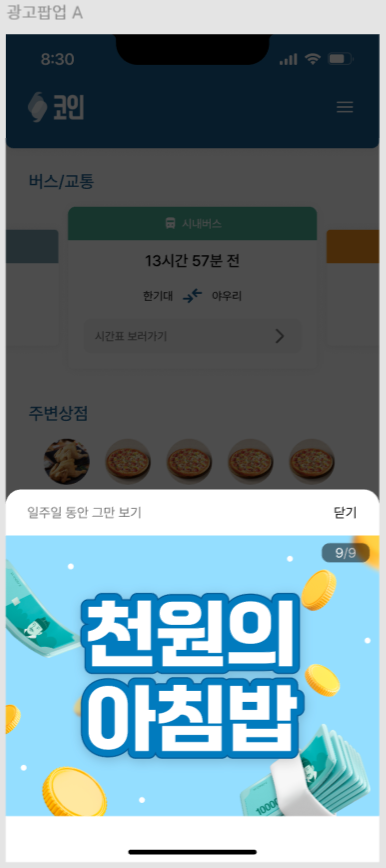 광고팝업 A
8:30
코인
버스/교통
시내버스
13시간 57분 전
한기대 야우리
시간표 보러가기
주변상점
일주일 동안 그만 보기 닫기
9/9
천원의
아침밥
10000